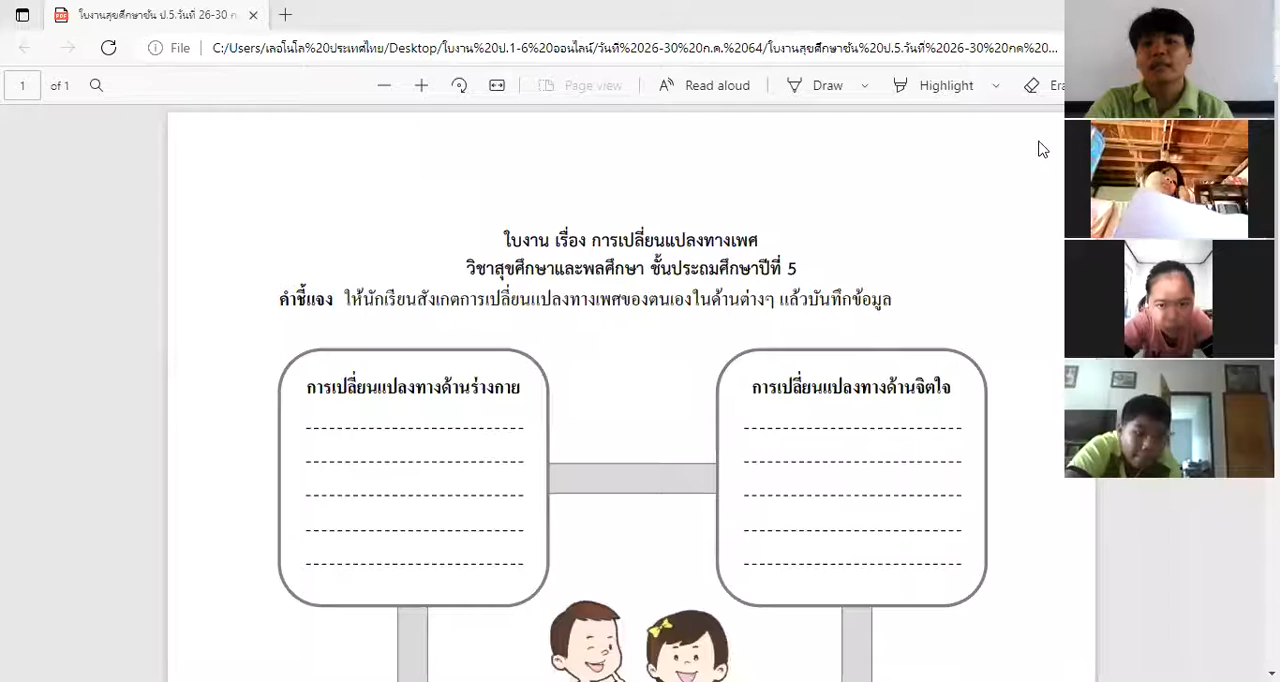 ใบงานสุขศึกษาชั้น ป.5.วันที่ 26-30 ก
File
C:/Users/เลอโนโล%20ประเทศไทย/Desktop/ใบงาน%20ป.1-6%20ออนไลน์/วันที่%2026-30%20ก.ค.%2064/ใบงานสุขศึกษาชั้น%20ป.5.วันที่%2026-30%20กค%20...
1 of 1
Page view
Read aloud
Draw
Highlight
Era
ใบงาน เรื่อง การเปลี่ยนแปลงทางเพศ
วิชาสุขศึกษาและพลศึกษา ชั้นประถมศึกษาปีที่ 5
คำชี้แจง ให้นักเรียนสังเกตการเปลี่ยนแปลงทางเพศของตนเองในด้านต่างๆ แล้วบันทึกข้อมูล
การเปลี่ยนแปลงทางด้านร่างกาย
การเปลี่ยนแปลงทางด้านจิตใจ